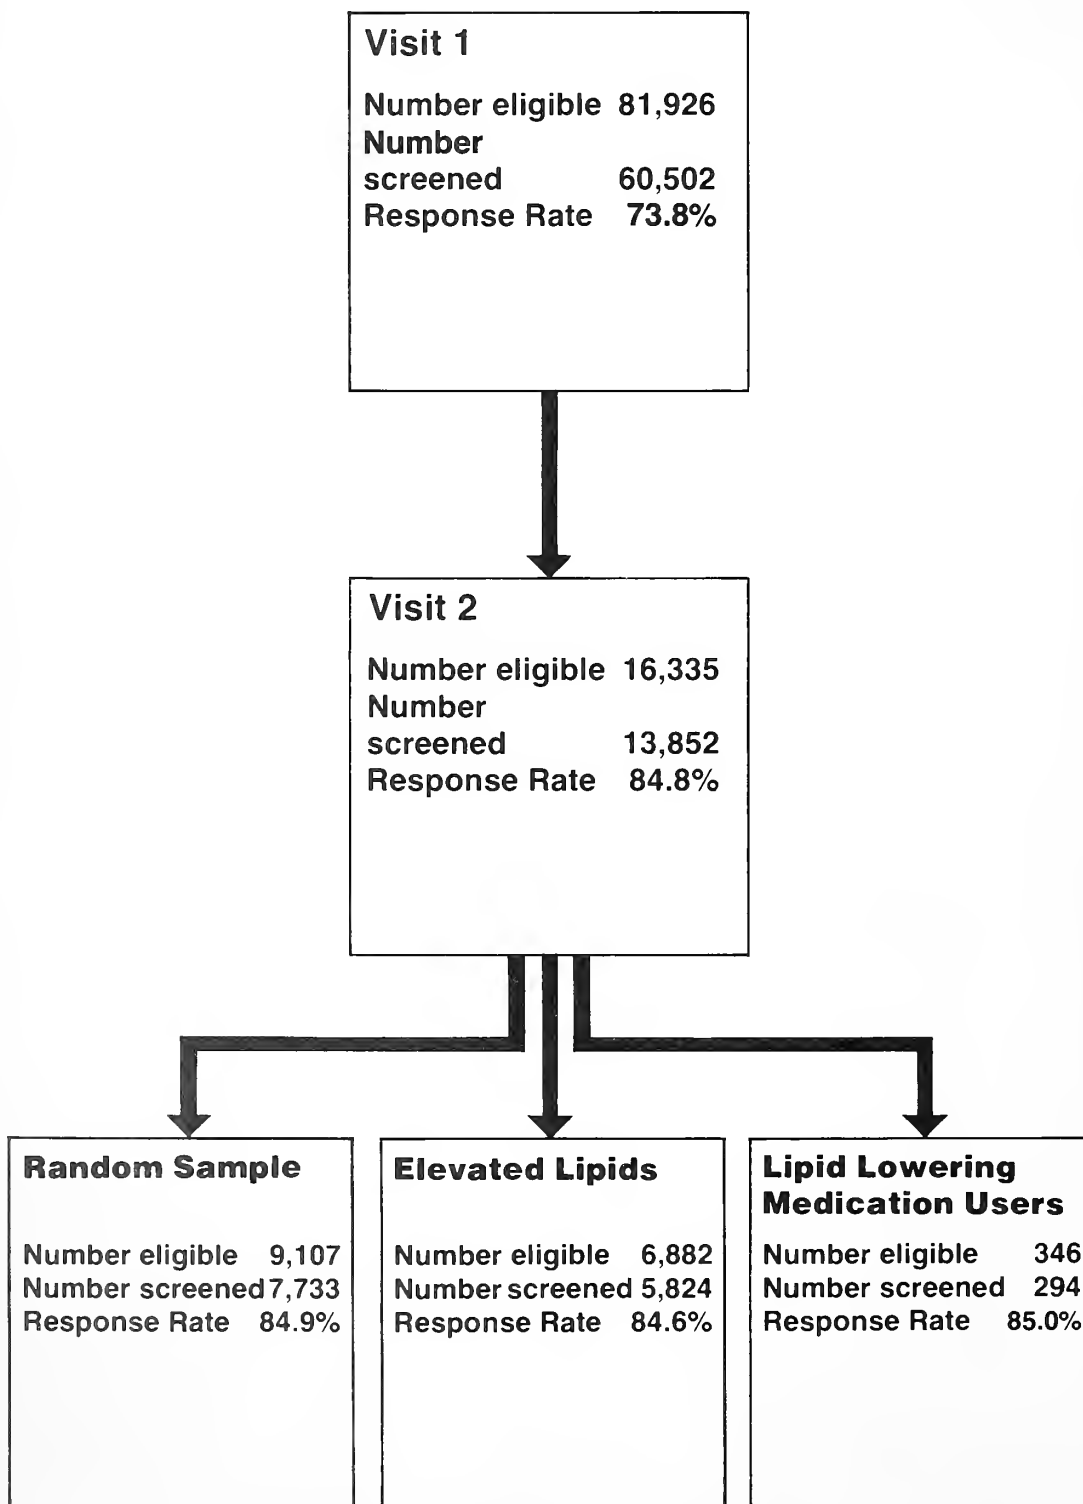 Visit 1
Number eligible 81,926
Number
screened 60,502
Response Rate 73.8%
Visit 2
Number eligible 16,335
Number
screened 13,852
Response Rate 84.8%
Random Sample
Number eligible 9,107
Number screened 7,733
Response Rate 84.9%
Elevated Lipids
Number eligible 6,882
Number screened 5,824
Response Rate 84.6%
Lipid Lowering
Medication Users
Number eligible 346
Number screened 294
Response Rate 85.0%